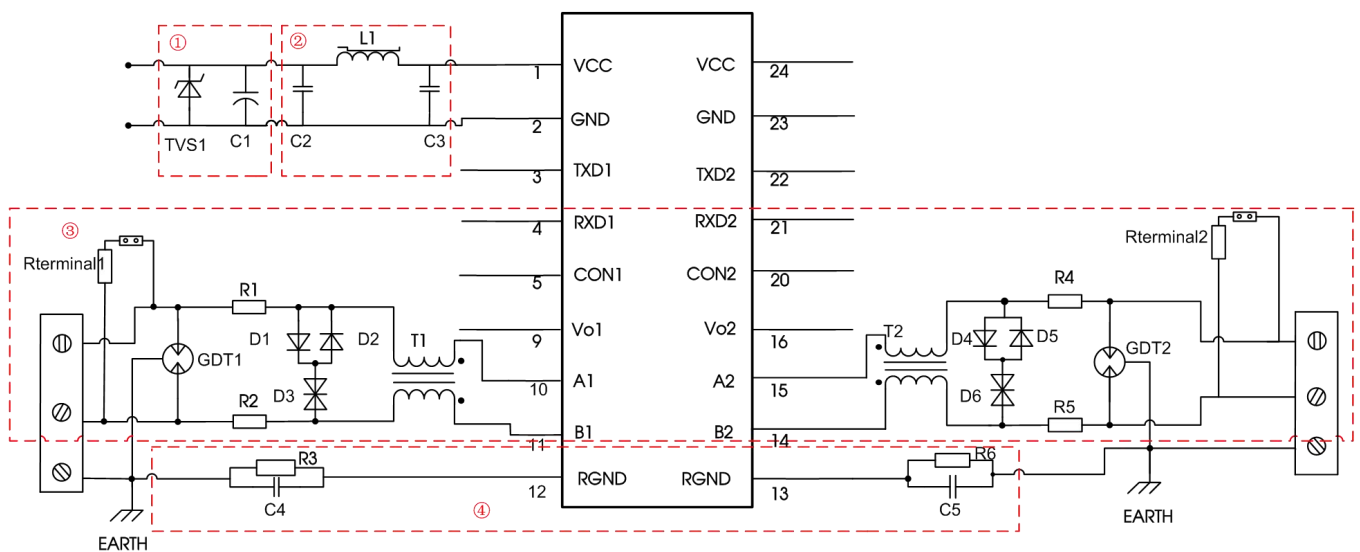 ① ② L1
TVS1 C1 C2 C3
1 VCC VCC 24
2 GND GND 23
3 TXD1 TXD2 22
4 RXD1 RXD2 21
③
Rterminal1 Rterminal2
5 CON1 CON2 20
R1 R4
9 Vo1 Vo2 16
D1 D2 T1 T2 D4 D5
GDT1 GDT2
10 A1 A2 15
D3 D6
R2 R5
11 B1 B2 14
R3 R6
12 RGND RGND 13
C4 ④ C5
EARTH EARTH